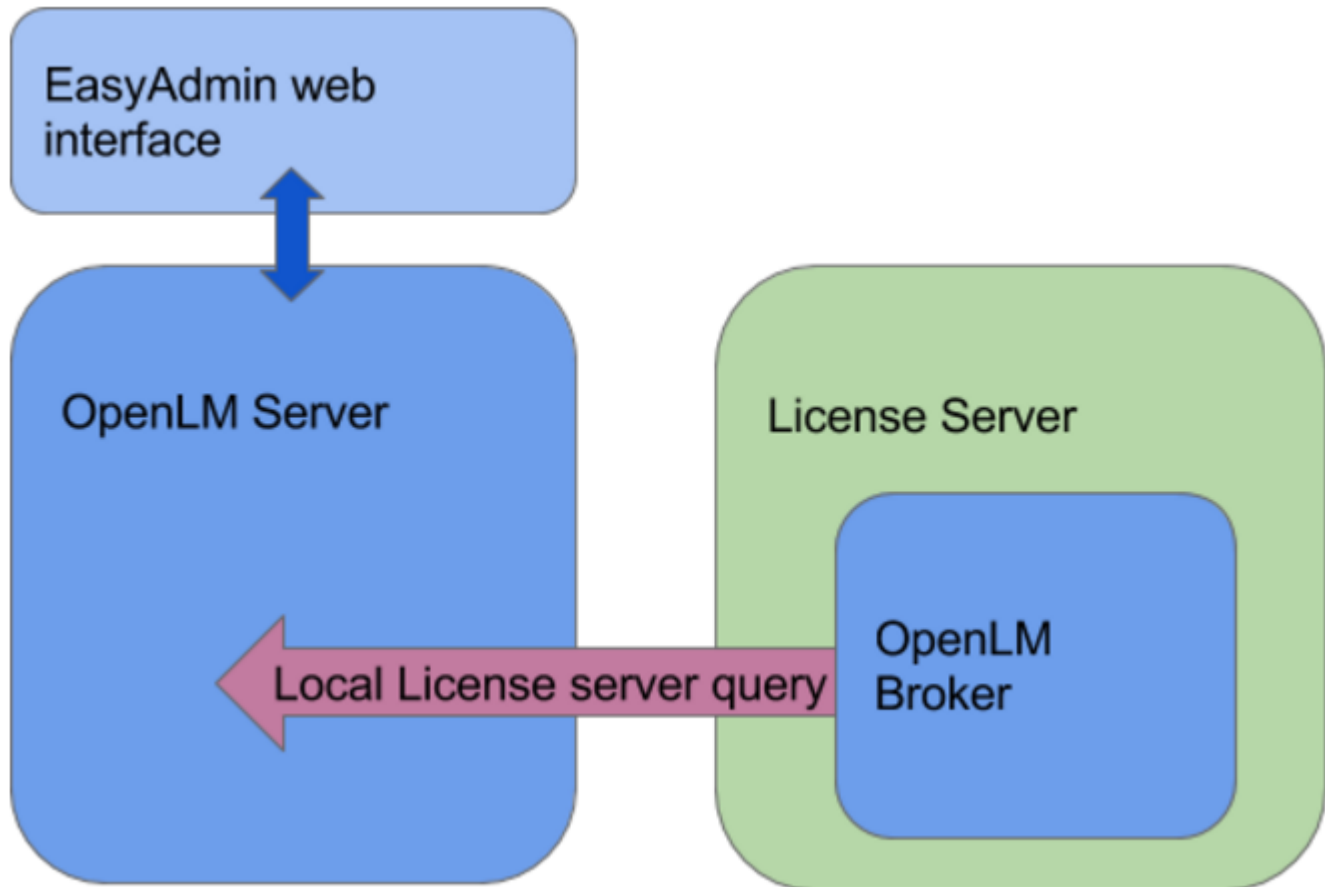 EasyAdmin web
interface
OpenLM Server
License Server
OpenLM
Broker
Local License server query